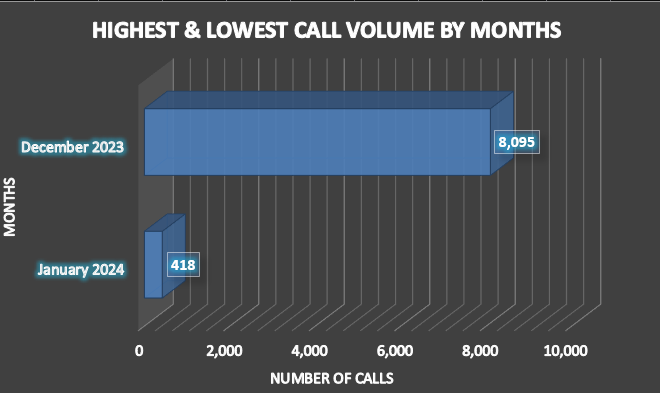 HIGHEST & LOWEST CALL VOLUME BY MONTHS
MONTHS
December 2023
8,095
January 2024
418
0 2,000 4,000 6,000 8,000 10,000
NUMBER OF CALLS